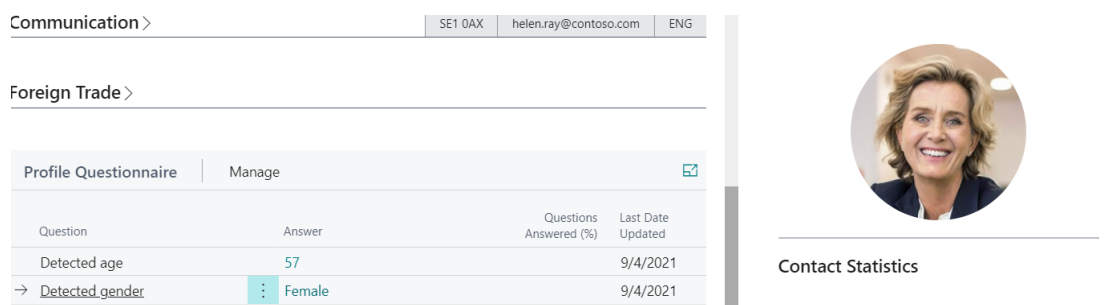 Communication
SE1 0AX helen.ray@contoso.com ENG
Foreign Trade
Profile Questionnaire Manage
Question Answer Questions Answered (%) Last Date Updated
Detected age 57 9/4/2021
Detected gender Female 9/4/2021
Contact Statistics